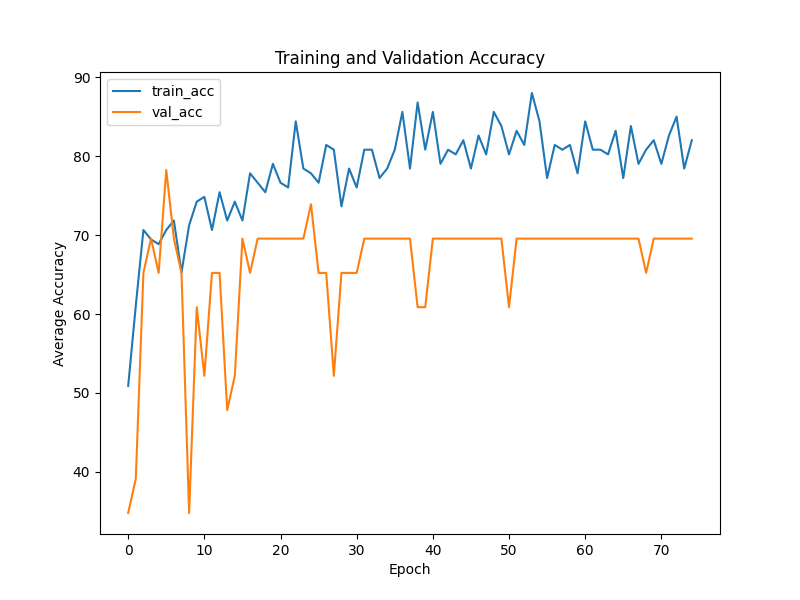 Training and Validation Accuracy
train_acc
val_acc
Average Accuracy
90
80
70
60
50
40
0 10 20 30 40 50 60 70
Epoch